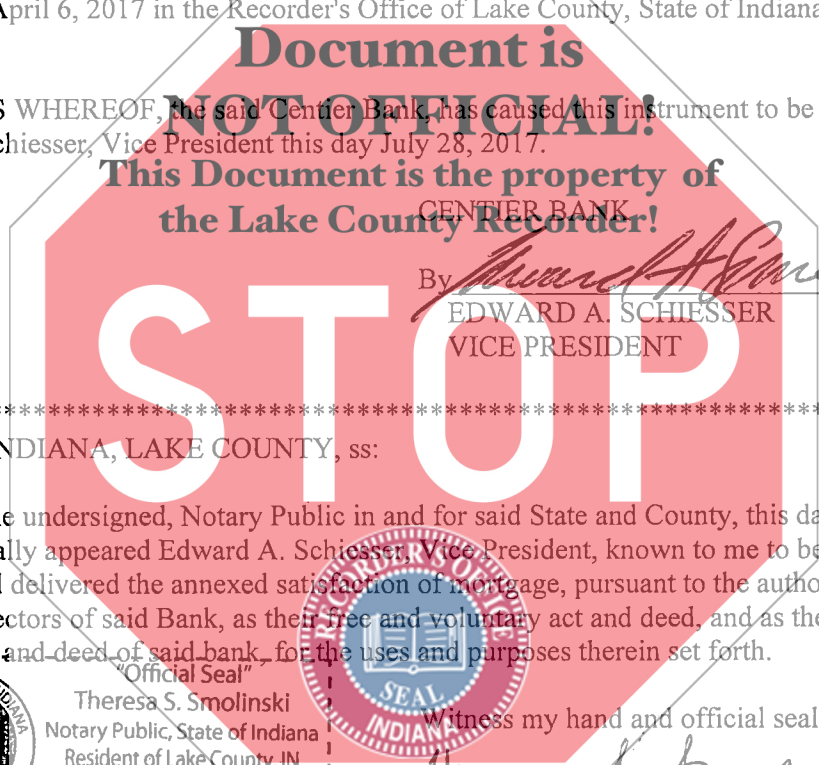 April 6, 2017 in the Recorder's Office of Lake County, State of Indiana
Document is
NOT OFFICIAL!
WHEREOF, the said Centier Bank, has caused this instrument to be
chiesser, Vice President this day July 28, 2017.
This Document is the property of
the Lake County Recorder!
CENTIER BANK
By
EDWARD A. SCHIESSER
VICE PRESIDENT
STOP
NDIANA, LAKE COUNTY, ss:
e undersigned, Notary Public in and for said State and County, this da
ally appeared Edward A. Schiesser, Vice President, known to me to be
delivered the annexed satisfaction of mortgage, pursuant to the autho
ectors of said Bank, as their free and voluntary act and deed, and as the
and deed of said bank, for the uses and purposes therein set forth.
RECORDER'S OFFICE
SEAL
INDIANA
"Official Seal"
Theresa S. Smolinski
Notary Public, State of Indiana
Resident of Lake County, IN
INDIANA
Witness my hand and official seal